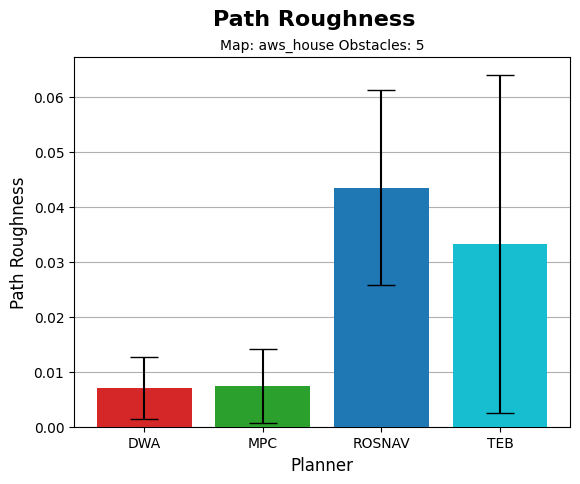 Path Roughness
Map: aws_house Obstacles: 5
Path Roughness
0.06
0.05
0.04
0.03
0.02
0.01
0.00
DWA MPC ROSNAV TEB
Planner